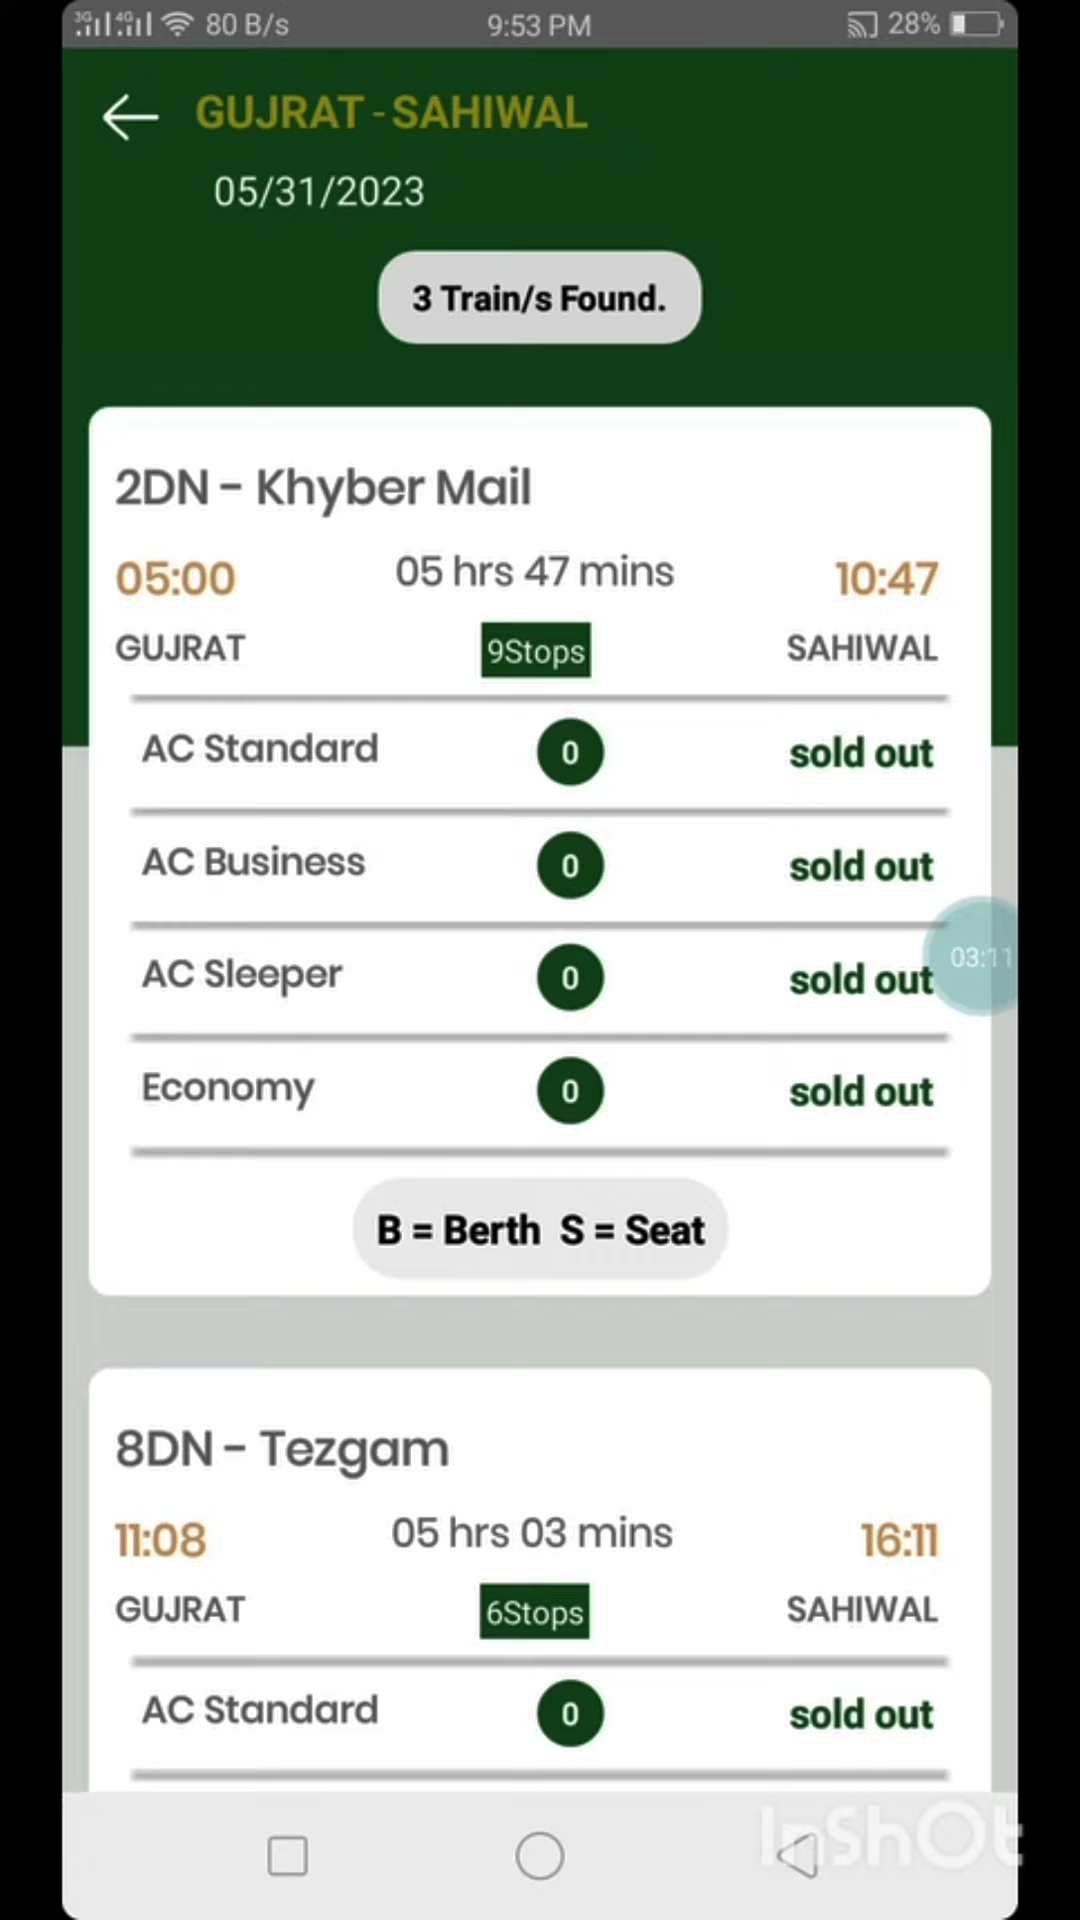 3G 4G 80 B/s 9:53 PM 28%
GUJRAT - SAHIWAL
05/31/2023
3 Train/s Found.
2DN - Khyber Mail
05:00 05 hrs 47 mins 10:47
GUJRAT 9Stops SAHIWAL
AC Standard 0 sold out
AC Business 0 sold out
03:11
AC Sleeper 0 sold out
Economy 0 sold out
B = Berth S = Seat
8DN - Tezgam
11:08 05 hrs 03 mins 16:11
GUJRAT 6Stops SAHIWAL
AC Standard 0 sold out
InShOt